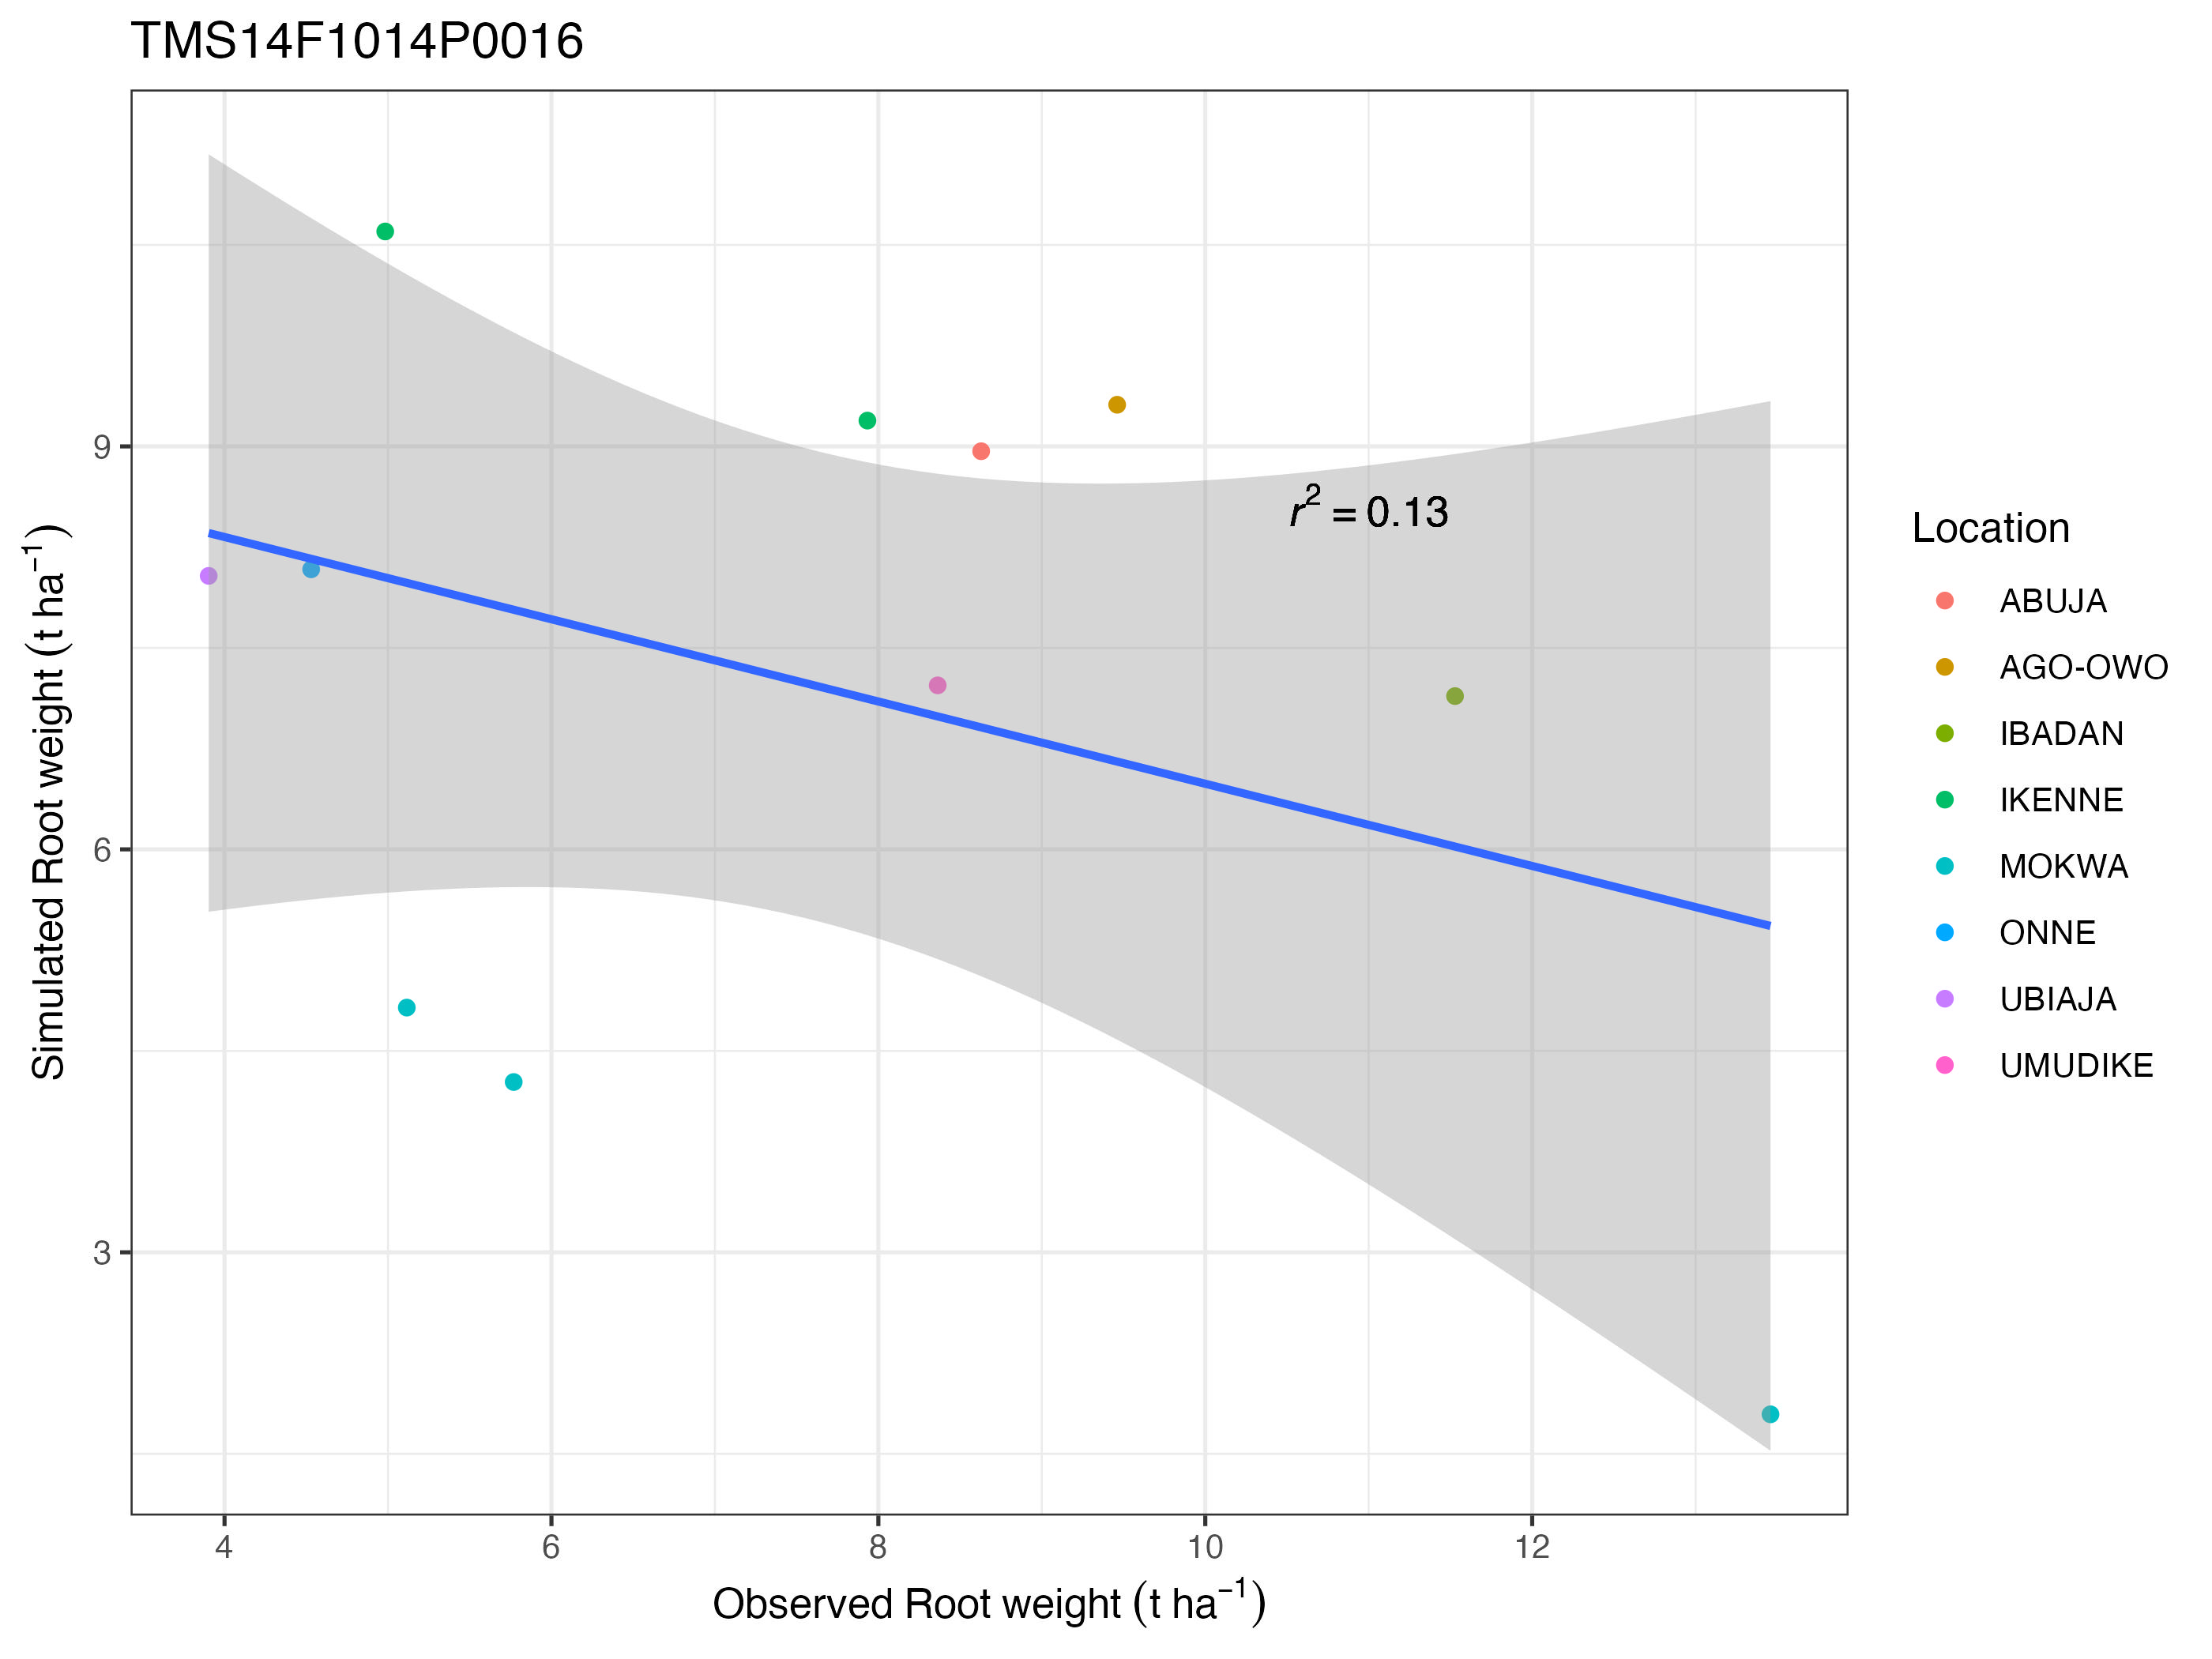 TMS14F1014P0016
9
6
3
Simulated Root weight (t ha⁻¹)
r² = 0.13
4 6 8 10 12
Observed Root weight (t ha⁻¹)
Location
ABUJA
AGO-OWO
IBADAN
IKENNE
MOKWA
ONNE
UBIAJA
UMUDIKE